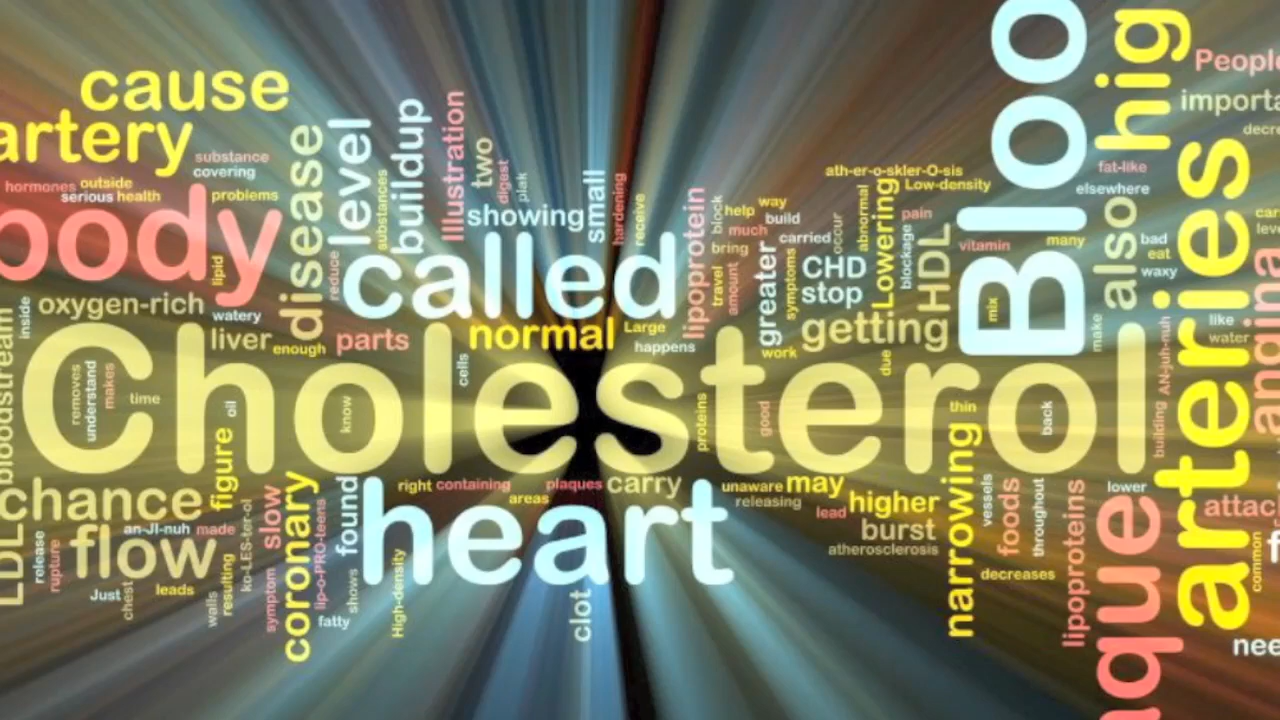 cause
artery
substance
covering
hormones
outside
serious
health
problems
body
disease
level
substances
buildup
Illustration
two
digest
plak
showing
small
hardening
receive
reduce
called
lipid
oxygen-rich
inside
watery
liver
enough
parts
normal
Large
happens
cells
lipoprotein
block
help
way
much
build
bring
carried
travel
amount
greater
symptoms
work
occur
abnormal
ath-er-o-skler-O-sis
Low-density
Lowering
pain
blockage
CHD
stop
HDL
getting
due
vitamin
many
mix
Bloo
hig
People
importa
decre
fat-like
elsewhere
also
bad
eat
waxy
make
arteries
like
water
can
leve
angina
AN-juh-nuh
building
bloodstream
Cholesterol
removes
understand
makes
time
oil
know
proteins
good
thin
back
LDL
chance
figure
flow
an-JI-nuh
made
release
rupture
Just
chest
leads
walls
resulting
ko-LES-ter-ol
slow
symptom
coronary
lip-o-PRO-teens
found
shows
fatty
High-density
right
containing
areas
plaques
carry
heart
clot
unaware
releasing
may
lead
higher
burst
atherosclerosis
narrowing
vessels
foods
throughout
decreases
lipoproteins
lower
que
attac
common
f
nee